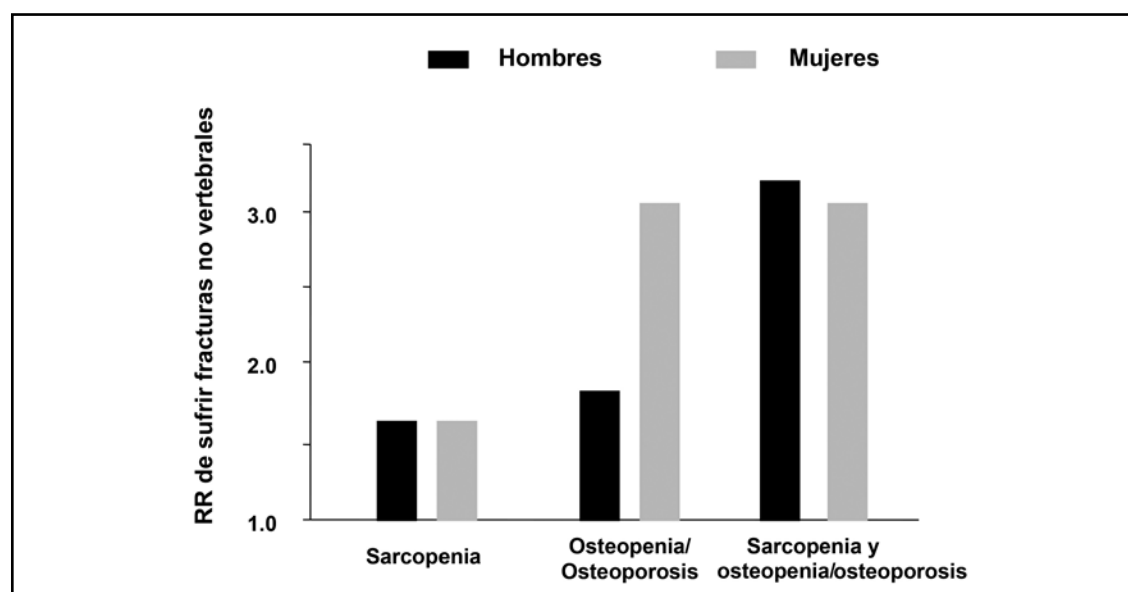 Hombres
Mujeres
RR de sufrir fracturas no vertebrales
3.0
2.0
1.0
Sarcopenia
Osteopenia/
Osteoporosis
Sarcopenia y
osteopenia/osteoporosis